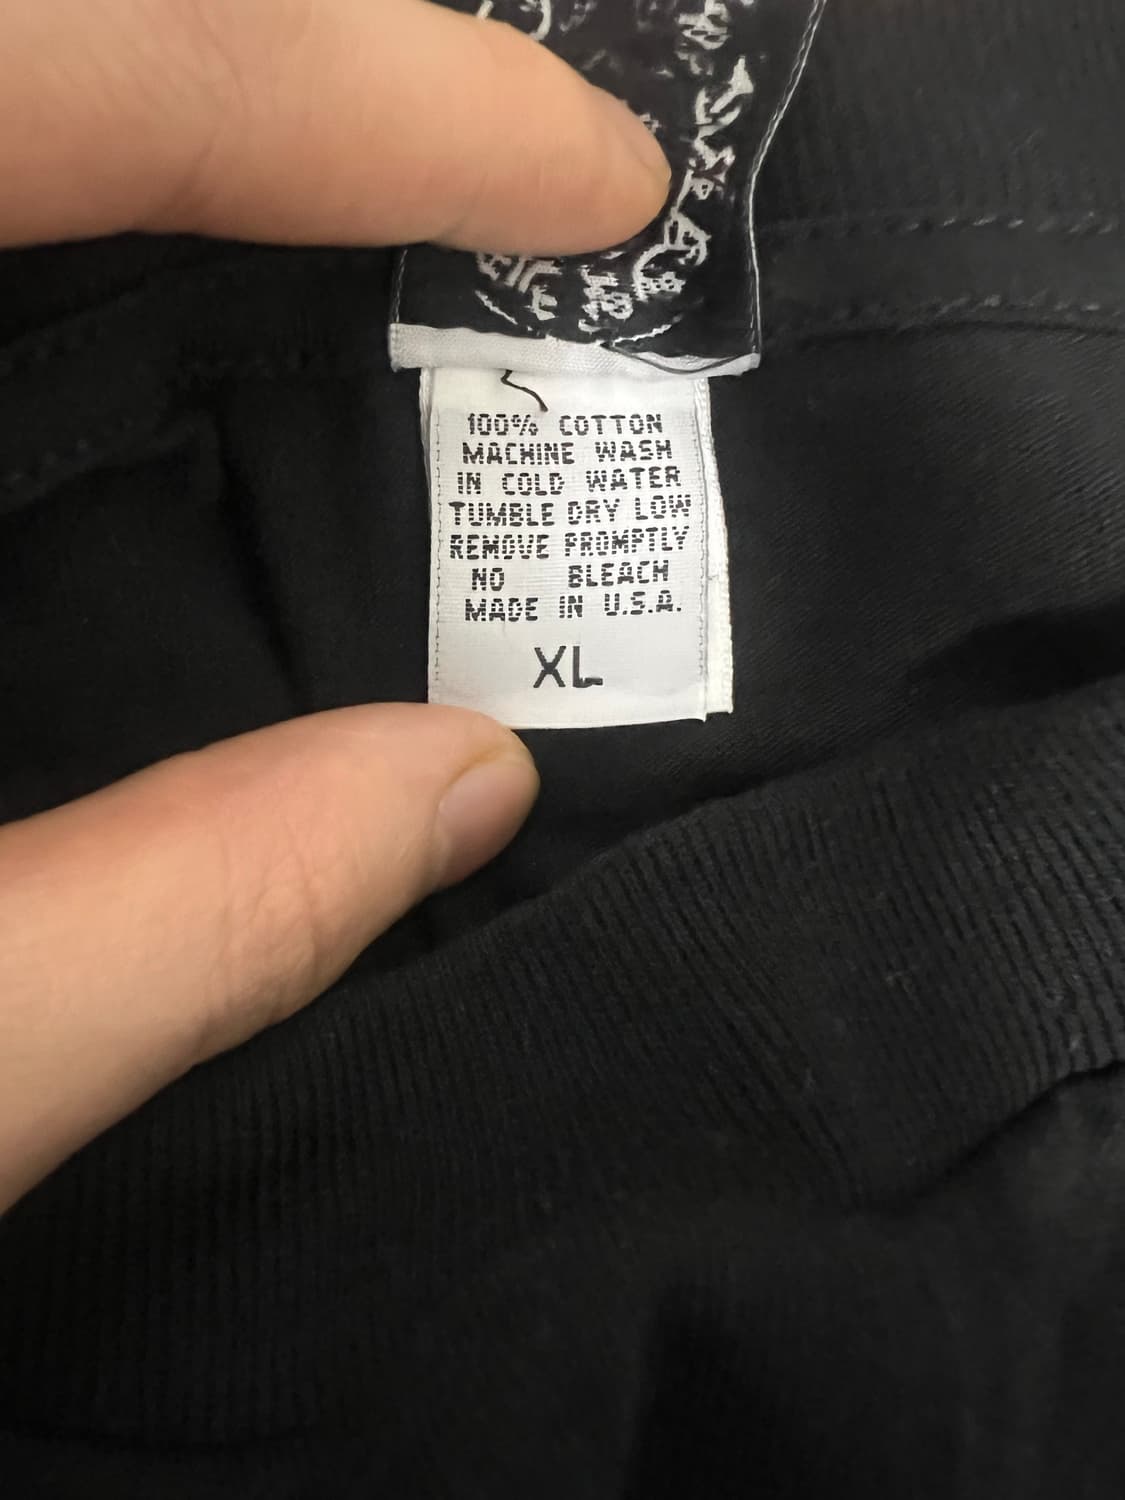 100% COTTON
MACHINE WASH
IN COLD WATER
TUMBLE DRY LOW
REMOVE PROMPTLY
NO BLEACH
MADE IN U.S.A.
XL